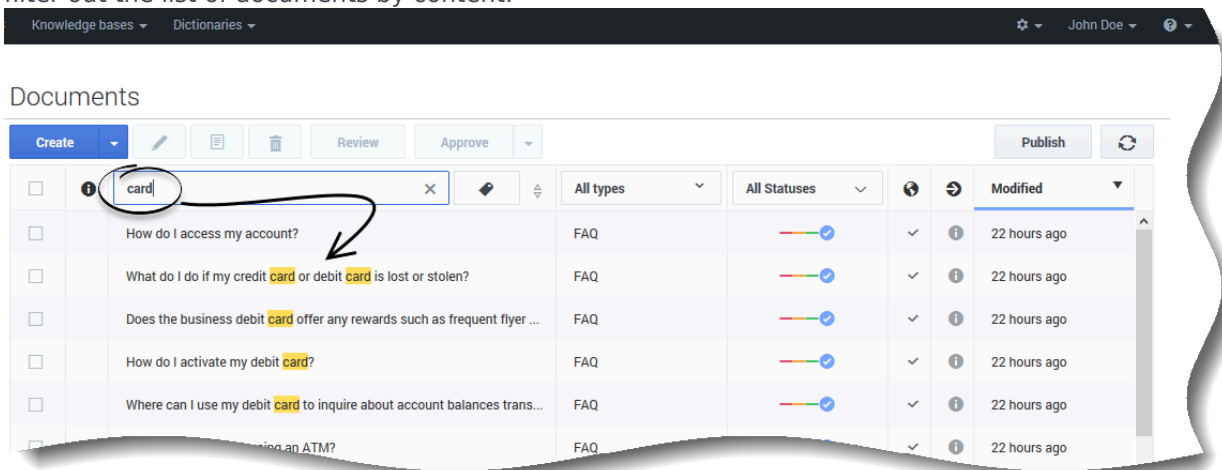 Knowledge bases Dictionaries John Doe
Documents
Create Review Approve Publish
card All types All Statuses Modified
How do I access my account? FAQ 22 hours ago
What do I do if my credit card or debit card is lost or stolen? FAQ 22 hours ago
Does the business debit card offer any rewards such as frequent flyer ... FAQ 22 hours ago
How do I activate my debit card? FAQ 22 hours ago
Where can I use my debit card to inquire about account balances trans... FAQ 22 hours ago
an ATM? FAQ 22 hours ago